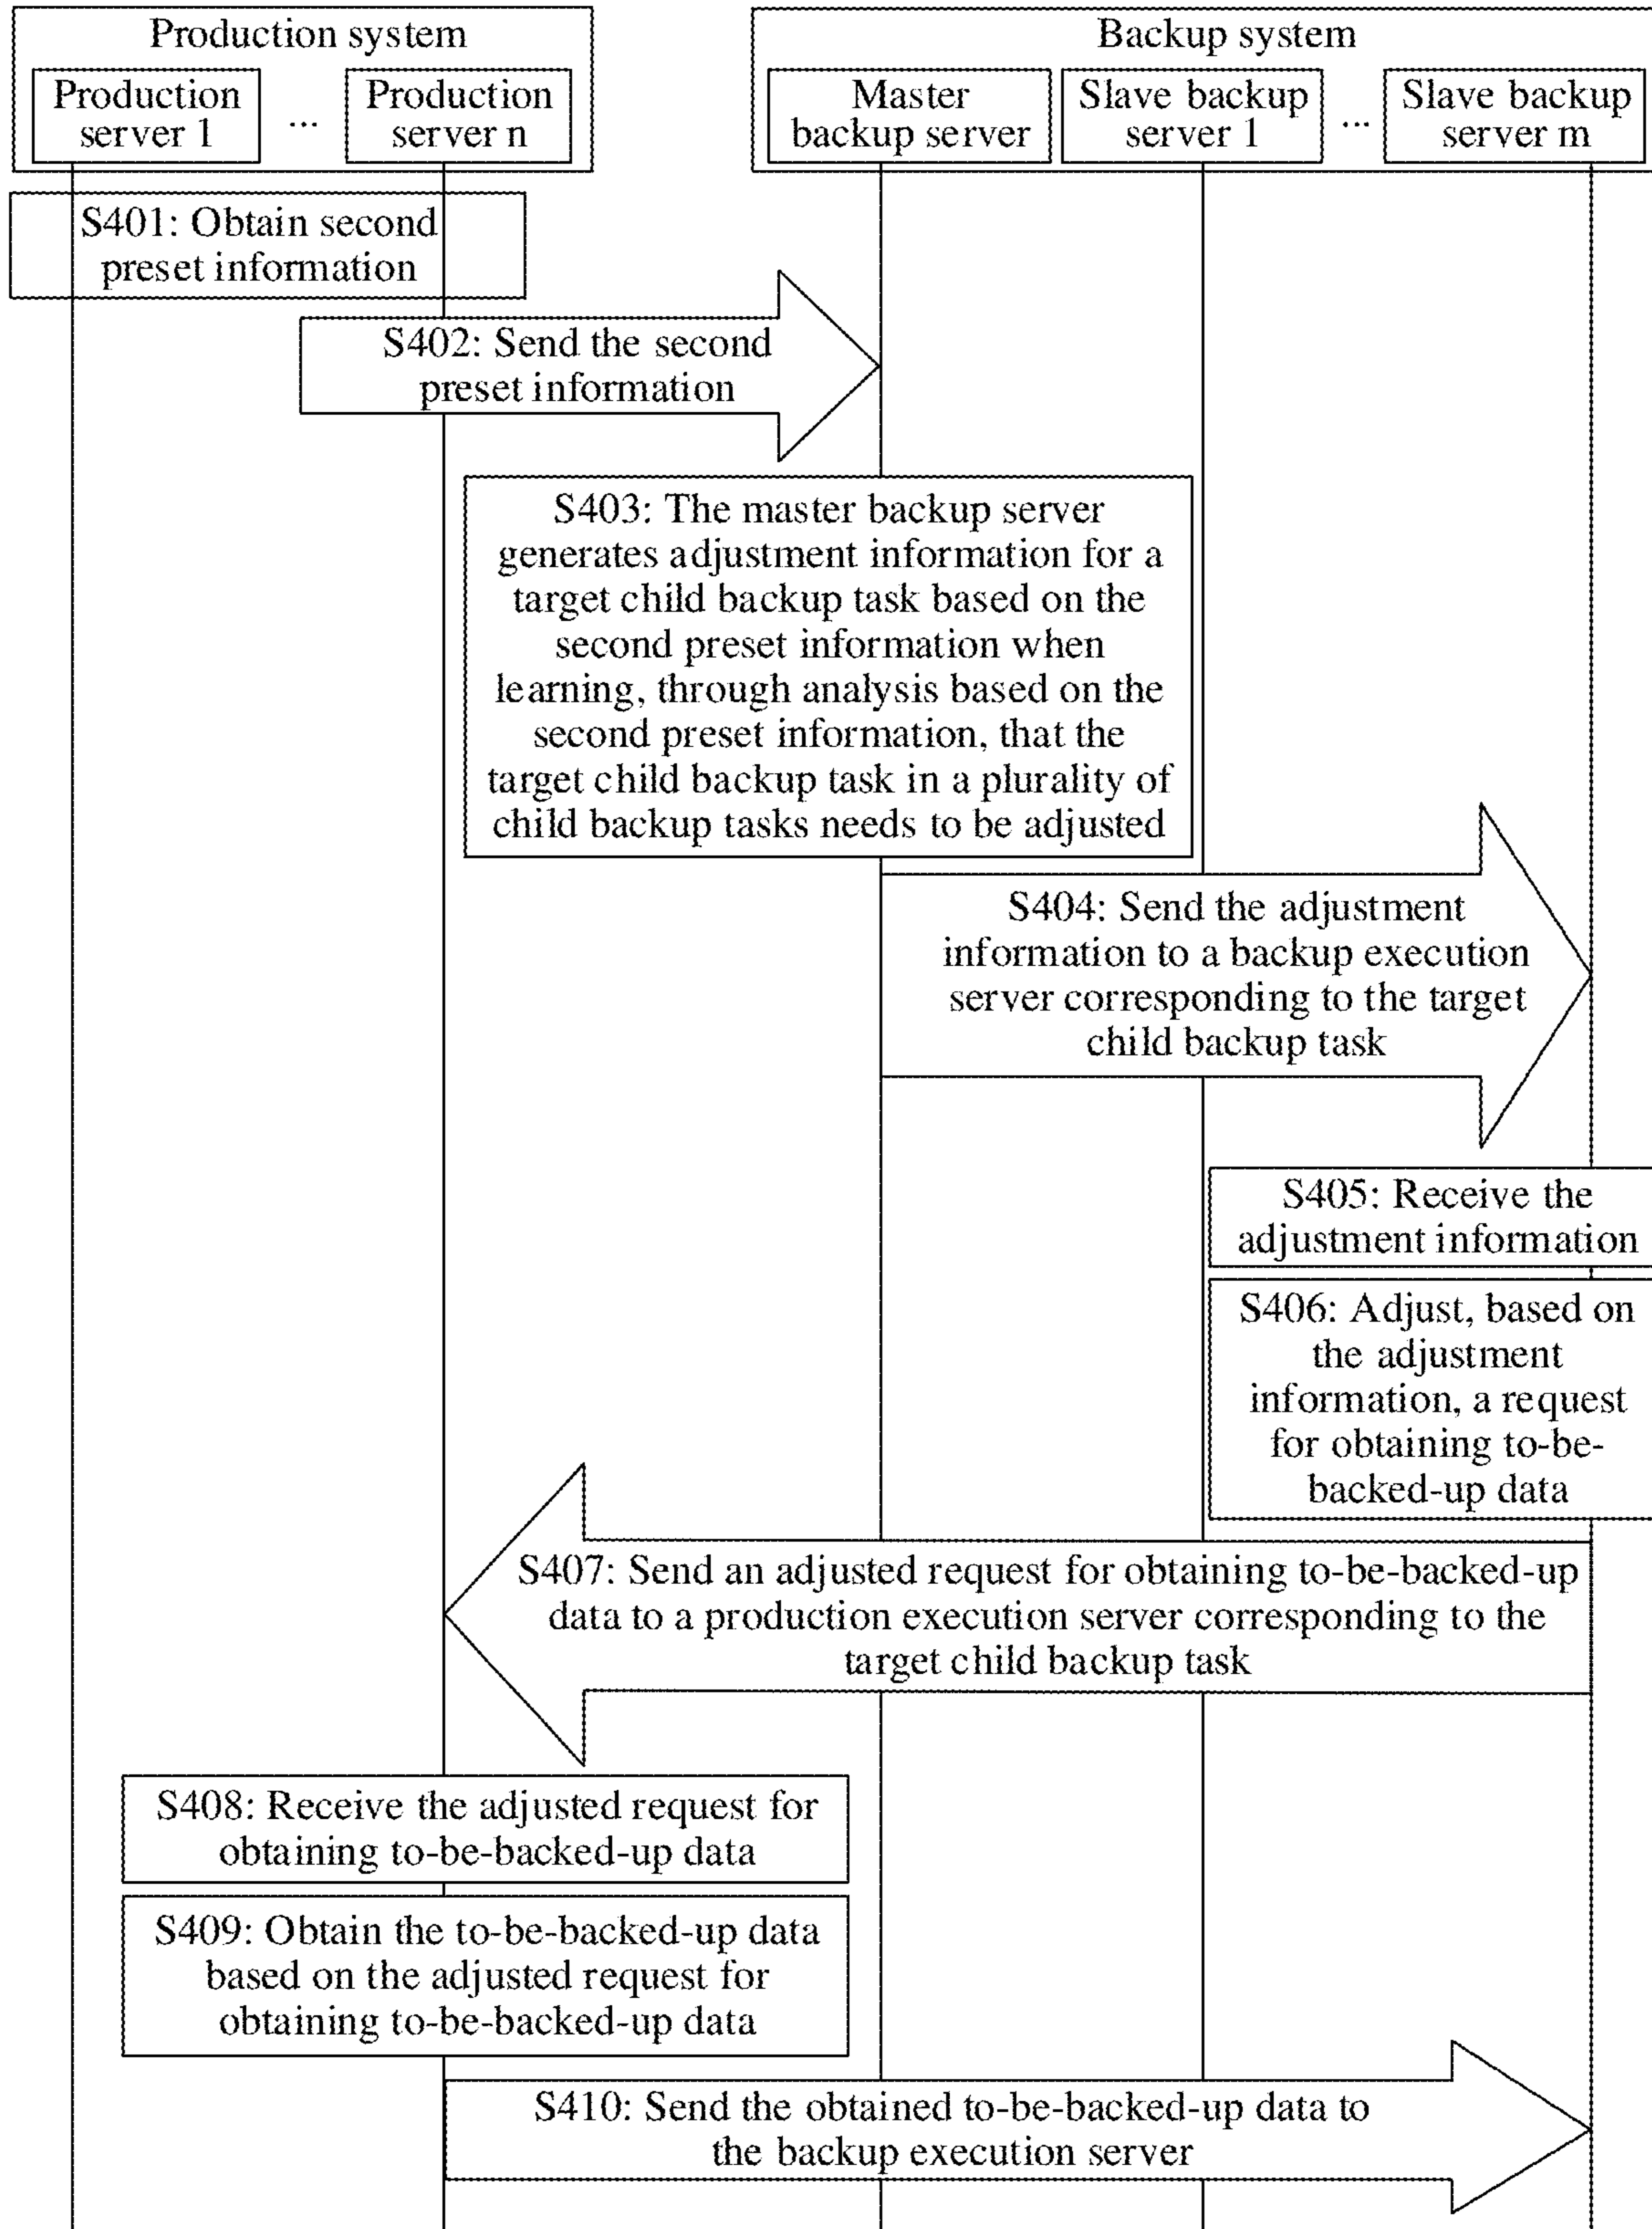 Production system
Backup system
Production
server 1
...
Production
server n
Master
backup server
Slave backup
server 1
...
Slave backup
server m
S401: Obtain second
preset information
S402: Send the second
preset information
S403: The master backup server
generates adjustment information for a
target child backup task based on the
second preset information when
learning, through analysis based on the
second preset information, that the
target child backup task in a plurality of
child backup tasks needs to be adjusted
S404: Send the adjustment
information to a backup execution
server corresponding to the target
child backup task
S405: Receive the
adjustment information
S406: Adjust, based on
the adjustment
information, a request
for obtaining to-be-
backed-up data
S407: Send an adjusted request for obtaining to-be-backed-up
data to a production execution server corresponding to the
target child backup task
S408: Receive the adjusted request for
obtaining to-be-backed-up data
S409: Obtain the to-be-backed-up data
based on the adjusted request for
obtaining to-be-backed-up data
S410: Send the obtained to-be-backed-up data to
the backup execution server